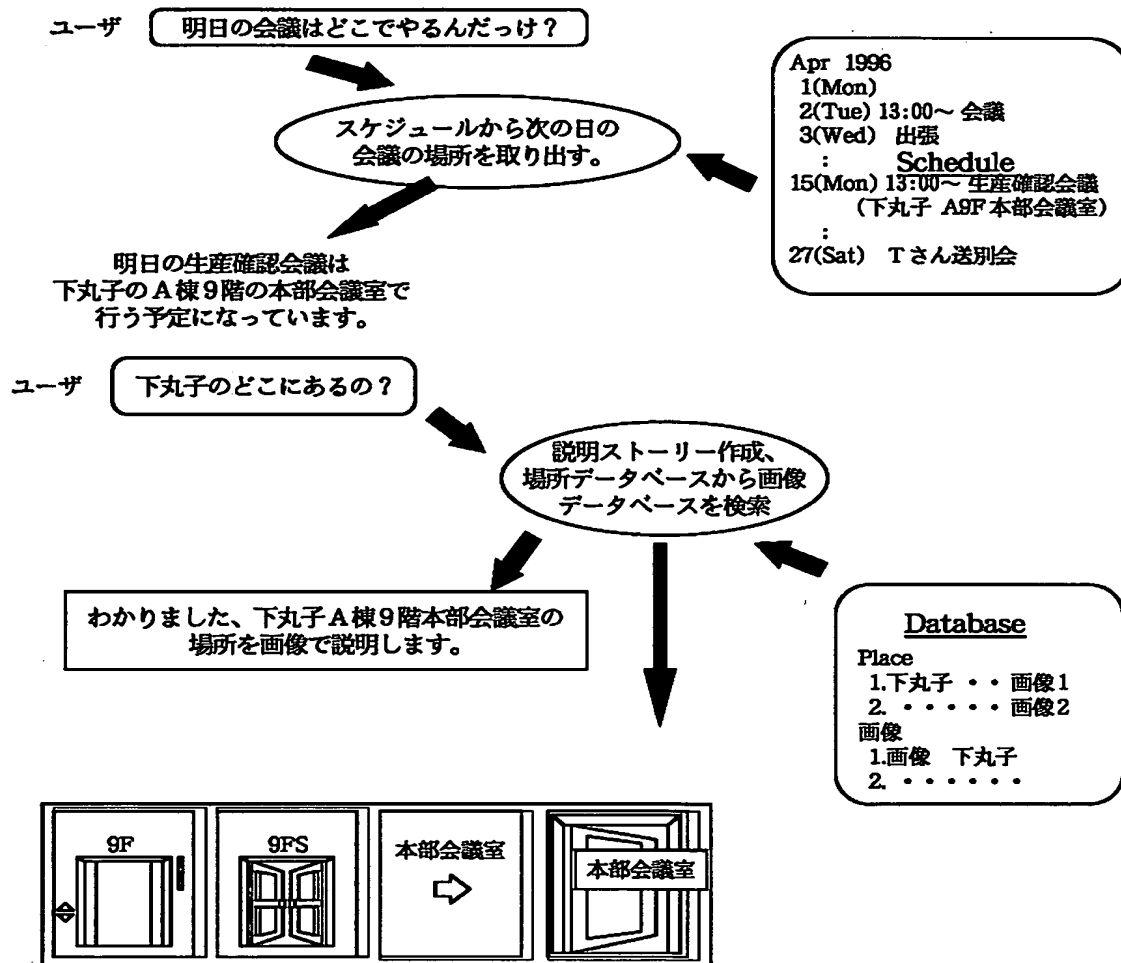 ユーザ
明日の会議はどこでやるんだっけ？
スケジュールから次の日の
会議の場所を取り出す。
Apr 1996
1(Mon)
2(Tue) 13:00～ 会議
3(Wed) 出張
:
Schedule
15(Mon) 13:00～ 生産確認会議
(下丸子 A9F本部会議室)
:
27(Sat) Tさん送別会
明日の生産確認会議は
下丸子のA棟9階の本部会議室で
行う予定になっています。
ユーザ
下丸子のどこにあるの？
説明ストーリー作成、
場所データベースから画像
データベースを検索
わかりました、下丸子A棟9階本部会議室の
場所を画像で説明します。
Database
Place
1.下丸子 ・・ 画像1
2. ・・・・・ 画像2
画像
1.画像 下丸子
2. ・・・・・・
9F
9FS
本部会議室
本部会議室